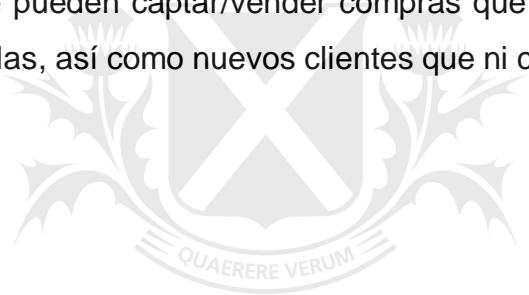 pueden captar/vender compras que
las, así como nuevos clientes que ni
QUAERERE VERUM